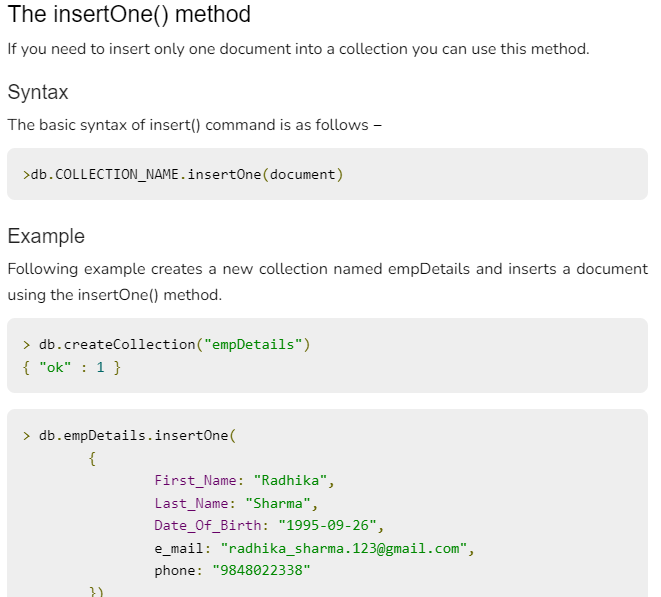 The insertOne() method
If you need to insert only one document into a collection you can use this method.
Syntax
The basic syntax of insert() command is as follows −
>db.COLLECTION_NAME.insertOne(document)
Example
Following example creates a new collection named empDetails and inserts a document
using the insertOne() method.
> db.createCollection("empDetails")
{ "ok" : 1 }
> db.empDetails.insertOne(
{
First_Name: "Radhika",
Last_Name: "Sharma",
Date_Of_Birth: "1995-09-26",
e_mail: "radhika_sharma.123@gmail.com",
phone: "9848022338"
})